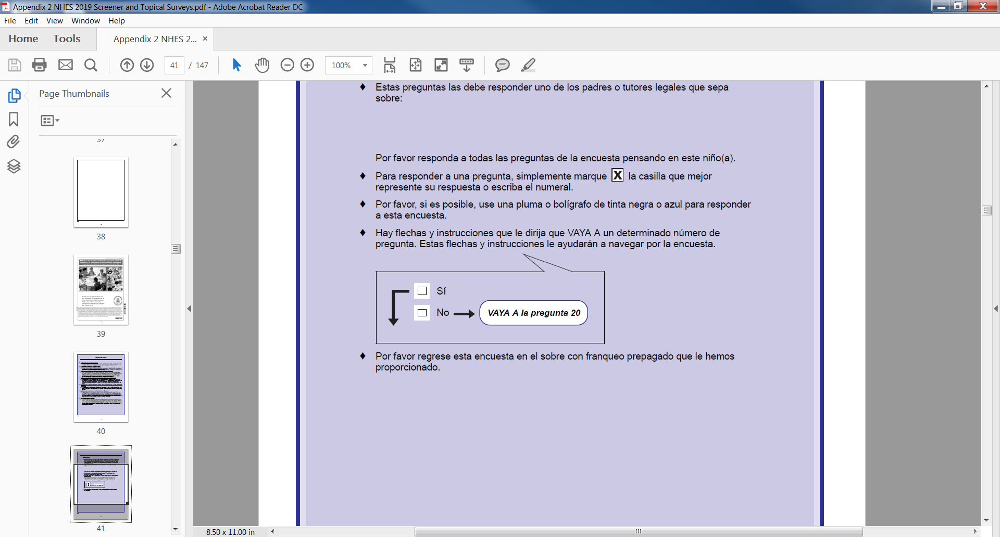 Appendix 2 NHES 2019 Screener and Topical Surveys.pdf - Adobe Acrobat Reader DC
File Edit View Window Help
Home Tools Appendix 2 NHES 2... ×
41 / 147 100%
Page Thumbnails
37
38
39
40
41
♦ Estas preguntas las debe responder uno de los padres o tutores legales que sepa
sobre:
Por favor responda a todas las preguntas de la encuesta pensando en este niño(a).
♦ Para responder a una pregunta, simplemente marque X la casilla que mejor
represente su respuesta o escriba el numeral.
♦ Por favor, si es posible, use una pluma o bolígrafo de tinta negra o azul para responder
a esta encuesta.
♦ Hay flechas y instrucciones que le dirija que VAYA A un determinado número de
pregunta. Estas flechas y instrucciones le ayudarán a navegar por la encuesta.
Sí
No VAYA A la pregunta 20
♦ Por favor regrese esta encuesta en el sobre con franqueo prepagado que le hemos
proporcionado.
8.50 x 11.00 in